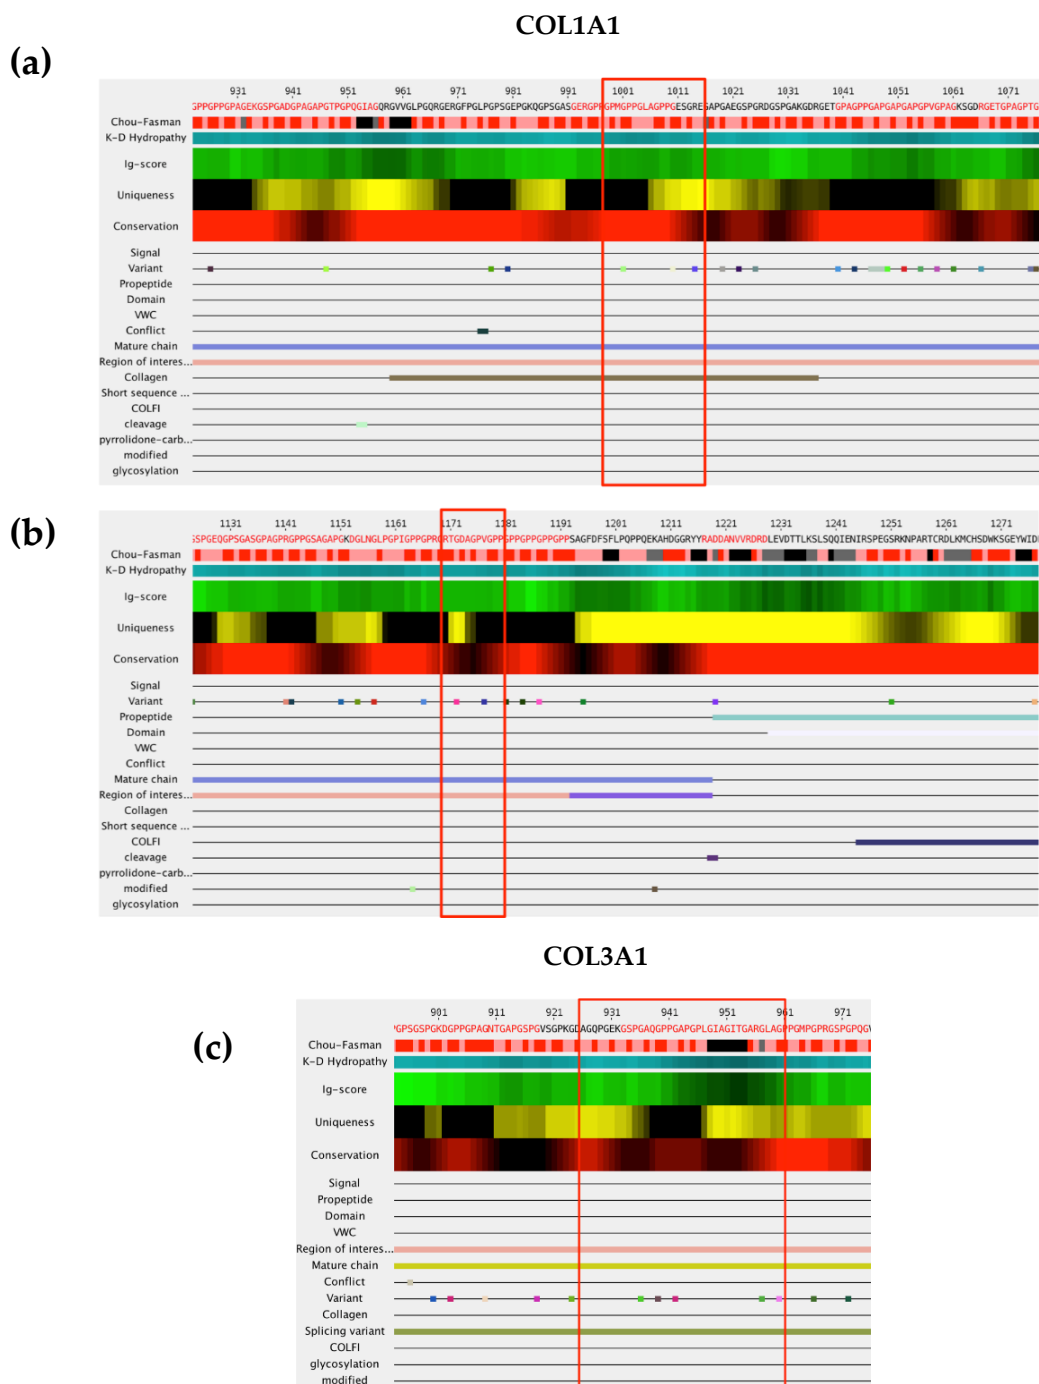 COL1A1
(a)
931 941 951 961 971 981 991 1001 1011 1021 1031 1041 1051 1061 1071
GPPGPPGPAGEKGSPGADGPAGAPGTPGPQGIAGQRGVVGLPGQRGERGFPGLPGPSGEPGKQGPSGASGERGPPGPMGPPGLAGPPGESGREGAPGAEGSPGRDGSPGAKGDRGETGPAGPPGAPGAPGAPGPVGPAGKSGDRGETGPAGPTG
Chou-Fasman
K-D Hydropathy
Ig-score
Uniqueness
Conservation
Signal
Variant
Propeptide
Domain
VWC
Conflict
Mature chain
Region of interes...
Collagen
Short sequence ...
COLFI
cleavage
pyrrolidone-carb...
modified
glycosylation
(b)
1131 1141 1151 1161 1171 1181 1191 1201 1211 1221 1231 1241 1251 1261 1271
GSPGEQGPSGASGPAGPRGPPGSAGAPGKDGLNGLPGPIGPPGPRGRTGDAGPVGPPGPPGPPGPPGPPSAGFDFSFLPQPPQEKAHDGGRYYRADDANVVRDRDLEVDTTLKSLSQQIENIRSPEGSRKNPARTCRDLKMCHSDWKSGEYWID
Chou-Fasman
K-D Hydropathy
Ig-score
Uniqueness
Conservation
Signal
Variant
Propeptide
Domain
VWC
Conflict
Mature chain
Region of interes...
Collagen
Short sequence ...
COLFI
cleavage
pyrrolidone-carb...
modified
glycosylation
COL3A1
(c)
901 911 921 931 941 951 961 971
GPSGSPGKDGPPGPAGNTGAPGSPGVSGPKGDAGQPGEKGSPGAQGPPGAPGPLGIAGITGARGLAGPPGMPGPRGSPGPQG
Chou-Fasman
K-D Hydropathy
Ig-score
Uniqueness
Conservation
Signal
Propeptide
Domain
VWC
Region of interes...
Mature chain
Conflict
Variant
Collagen
Splicing variant
COLFI
glycosylation
modified